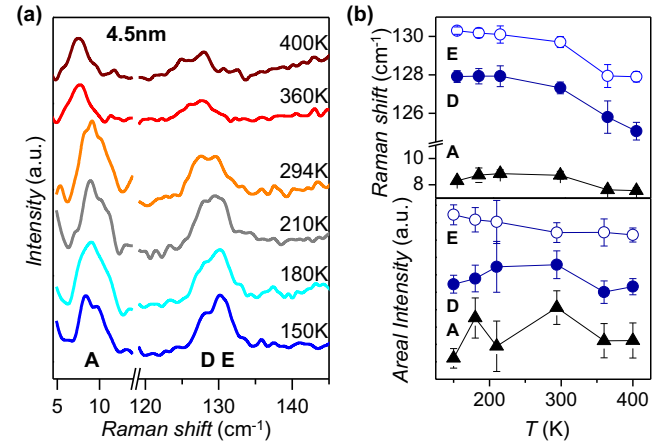 (a)
4.5nm
400K
360K
294K
210K
180K
150K
A
D E
Intensity (a.u.)
5 10 120 130 140
Raman shift (cm-1)
(b)
130
128
126
8
E
D
A
Raman shift (cm-1)
E
D
A
Areal Intensity (a.u.)
200 300 400
T (K)